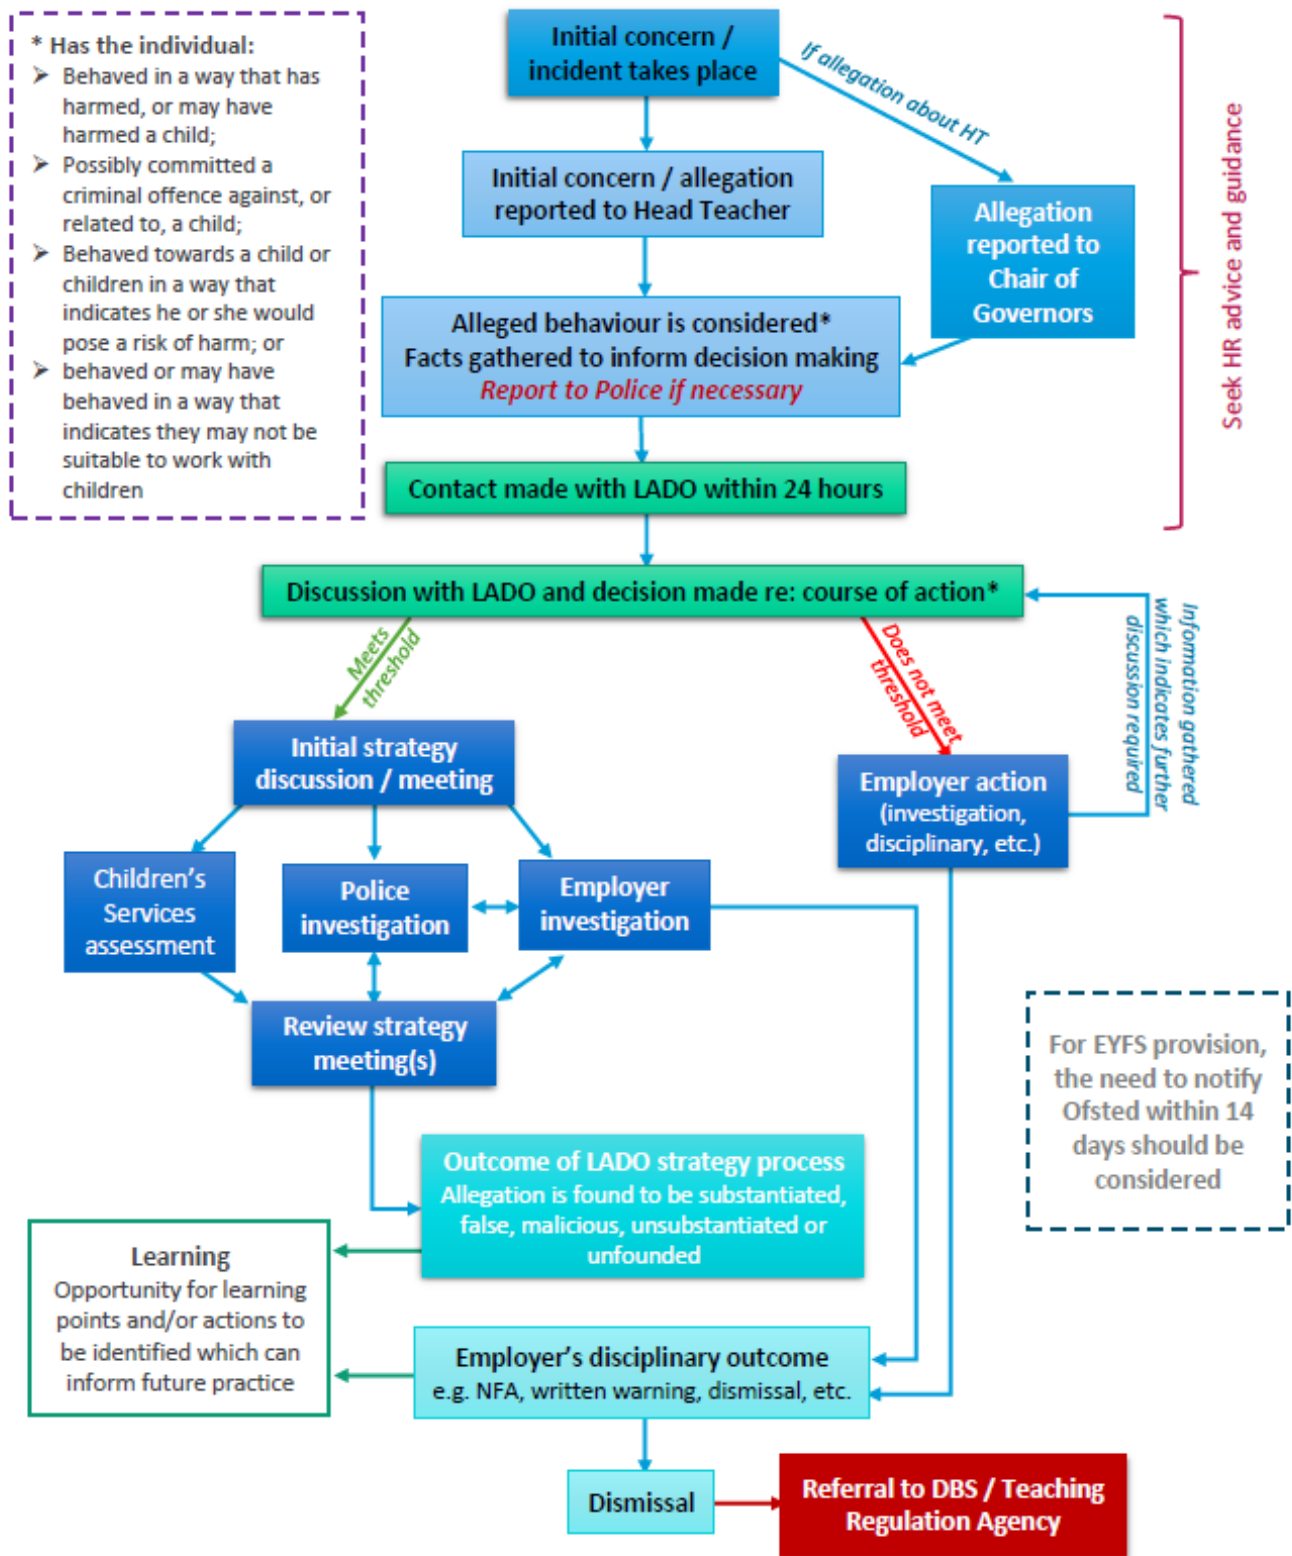 * Has the individual:
➢ Behaved in a way that has
harmed, or may have
harmed a child;
➢ Possibly committed a
criminal offence against, or
related to, a child;
➢ Behaved towards a child or
children in a way that
indicates he or she would
pose a risk of harm; or
➢ behaved or may have
behaved in a way that
indicates they may not be
suitable to work with
children
Initial concern /
incident takes place
If allegation about HT
Initial concern / allegation
reported to Head Teacher
Allegation
reported to
Chair of
Governors
Seek HR advice and guidance
Alleged behaviour is considered*
Facts gathered to inform decision making
Report to Police if necessary
Contact made with LADO within 24 hours
Discussion with LADO and decision made re: course of action*
Meets
threshold
Does not meet
threshold
Information gathered
which indicates further
discussion required
Initial strategy
discussion / meeting
Employer action
(investigation,
disciplinary, etc.)
Children's
Services
assessment
Police
investigation
Employer
investigation
Review strategy
meeting(s)
For EYFS provision,
the need to notify
Ofsted within 14
days should be
considered
Outcome of LADO strategy process
Allegation is found to be substantiated,
false, malicious, unsubstantiated or
unfounded
Learning
Opportunity for learning
points and/or actions to
be identified which can
inform future practice
Employer's disciplinary outcome
e.g. NFA, written warning, dismissal, etc.
Dismissal
Referral to DBS / Teaching
Regulation Agency